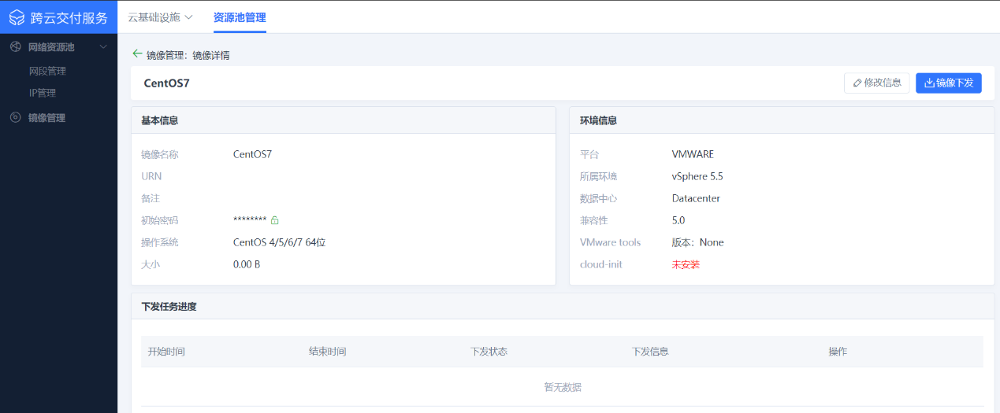 跨云交付服务
云基础设施
资源池管理
网络资源池
网段管理
IP管理
镜像管理
镜像管理：镜像详情
CentOS7
修改信息
镜像下发
基本信息
镜像名称 CentOS7
URN
备注
初始密码 ********
操作系统 CentOS 4/5/6/7 64位
大小 0.00 B
环境信息
平台 VMWARE
所属环境 vSphere 5.5
数据中心 Datacenter
兼容性 5.0
VMware tools 版本：None
cloud-init 未安装
下发任务进度
开始时间 结束时间 下发状态 下发信息 操作
暂无数据